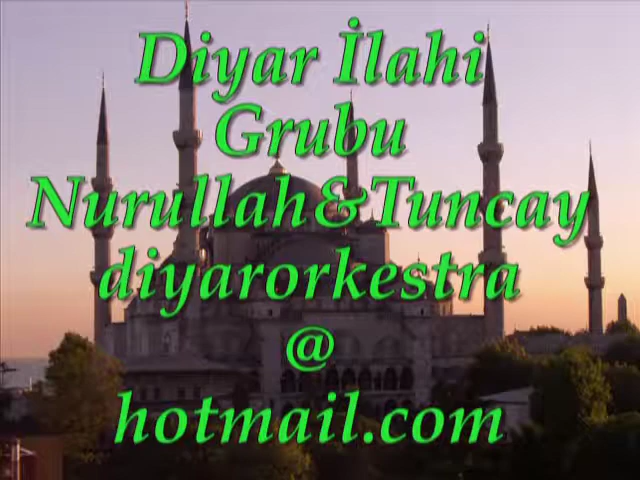 Diyar İlahi
Grubu
Nurullah&Tuncay
diyarorkestra
@
hotmail.com